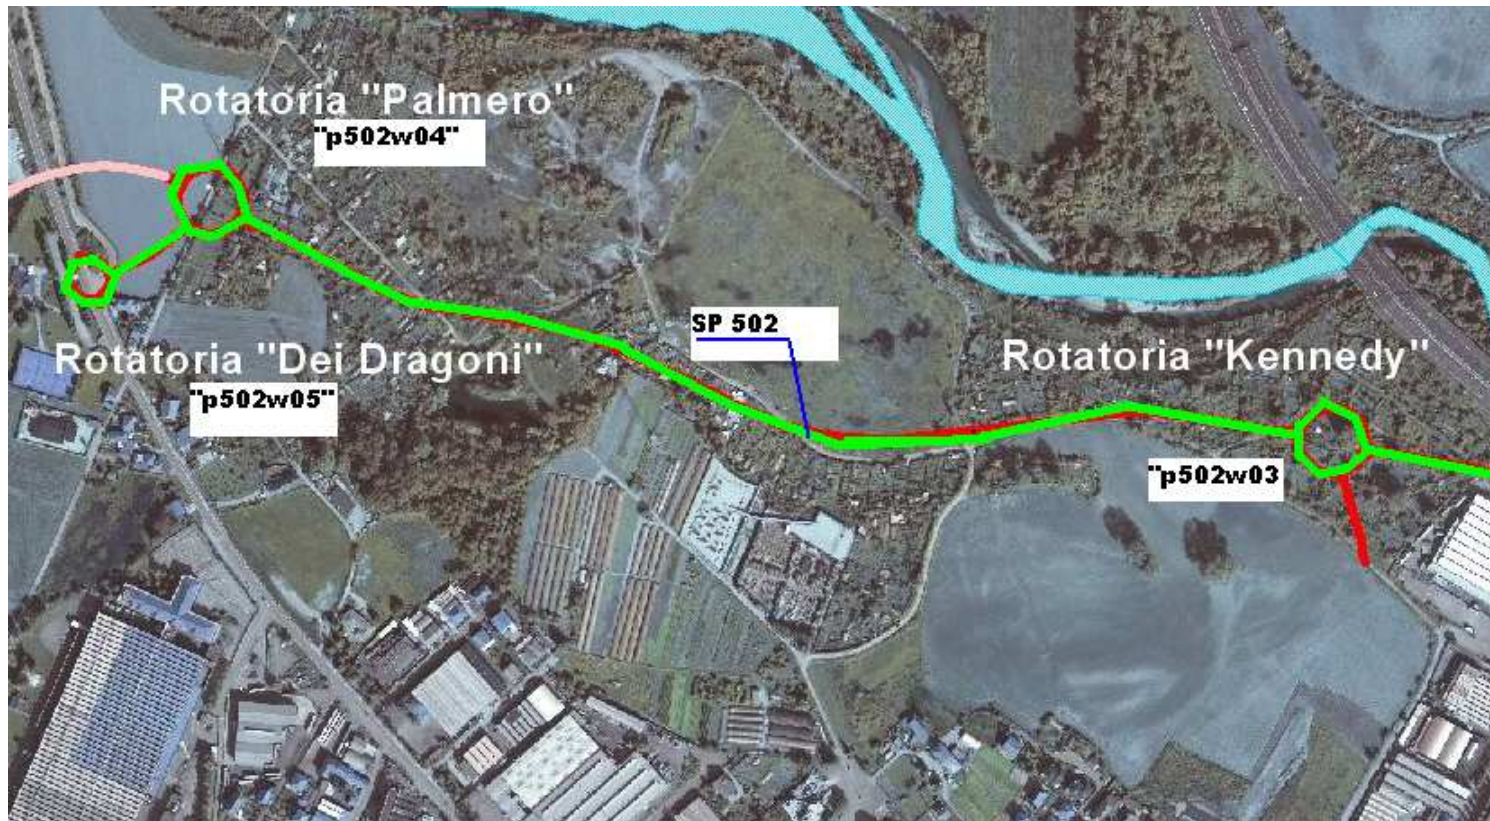 Rotatoria "Palmero"
"p502w04"
SP 502
Rotatoria "Dei Dragoni"
"p502w05"
Rotatoria "Kennedy"
"p502w03